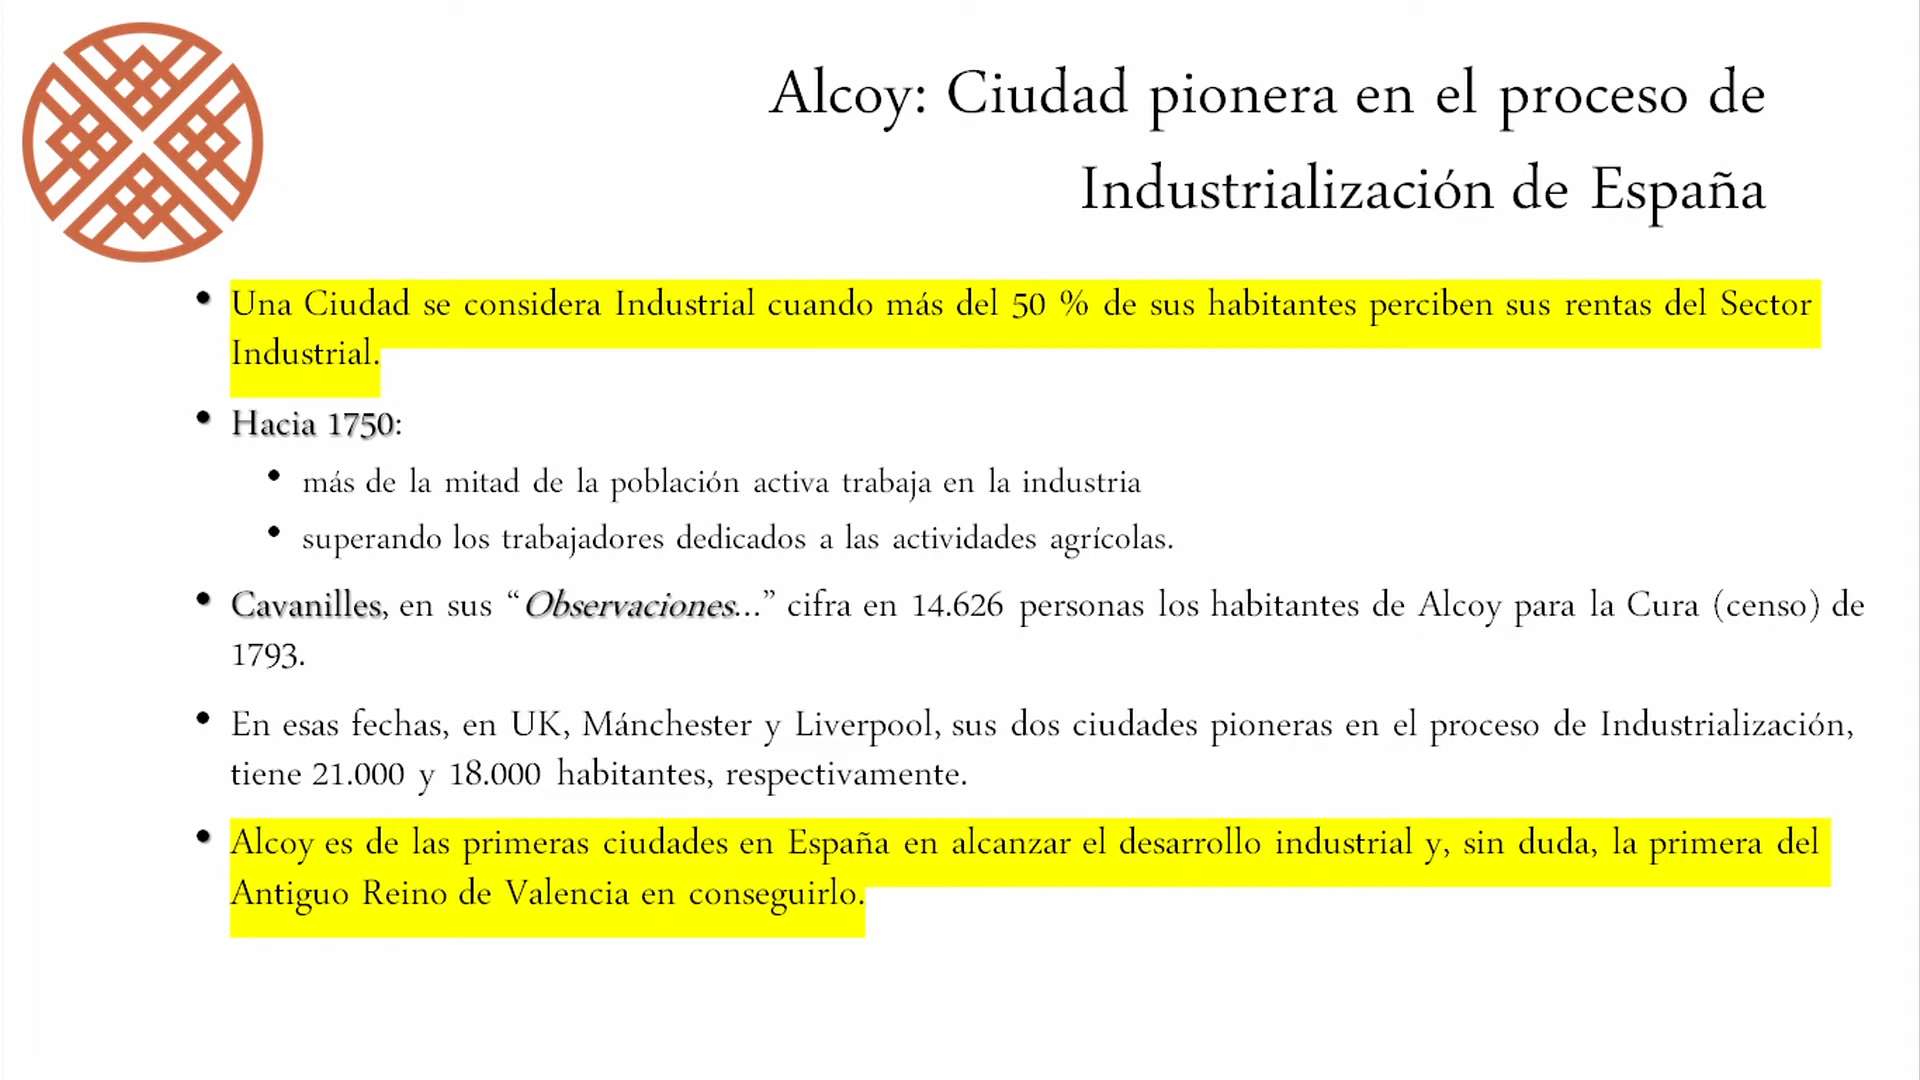 Alcoy: Ciudad pionera en el proceso de
Industrialización de España
• Una Ciudad se considera Industrial cuando más del 50 % de sus habitantes perciben sus rentas del Sector
Industrial.
• Hacia 1750:
• más de la mitad de la población activa trabaja en la industria
• superando los trabajadores dedicados a las actividades agrícolas.
• Cavanilles, en sus “Observaciones...” cifra en 14.626 personas los habitantes de Alcoy para la Cura (censo) de
1793.
• En esas fechas, en UK, Mánchester y Liverpool, sus dos ciudades pioneras en el proceso de Industrialización,
tiene 21.000 y 18.000 habitantes, respectivamente.
• Alcoy es de las primeras ciudades en España en alcanzar el desarrollo industrial y, sin duda, la primera del
Antiguo Reino de Valencia en conseguirlo.